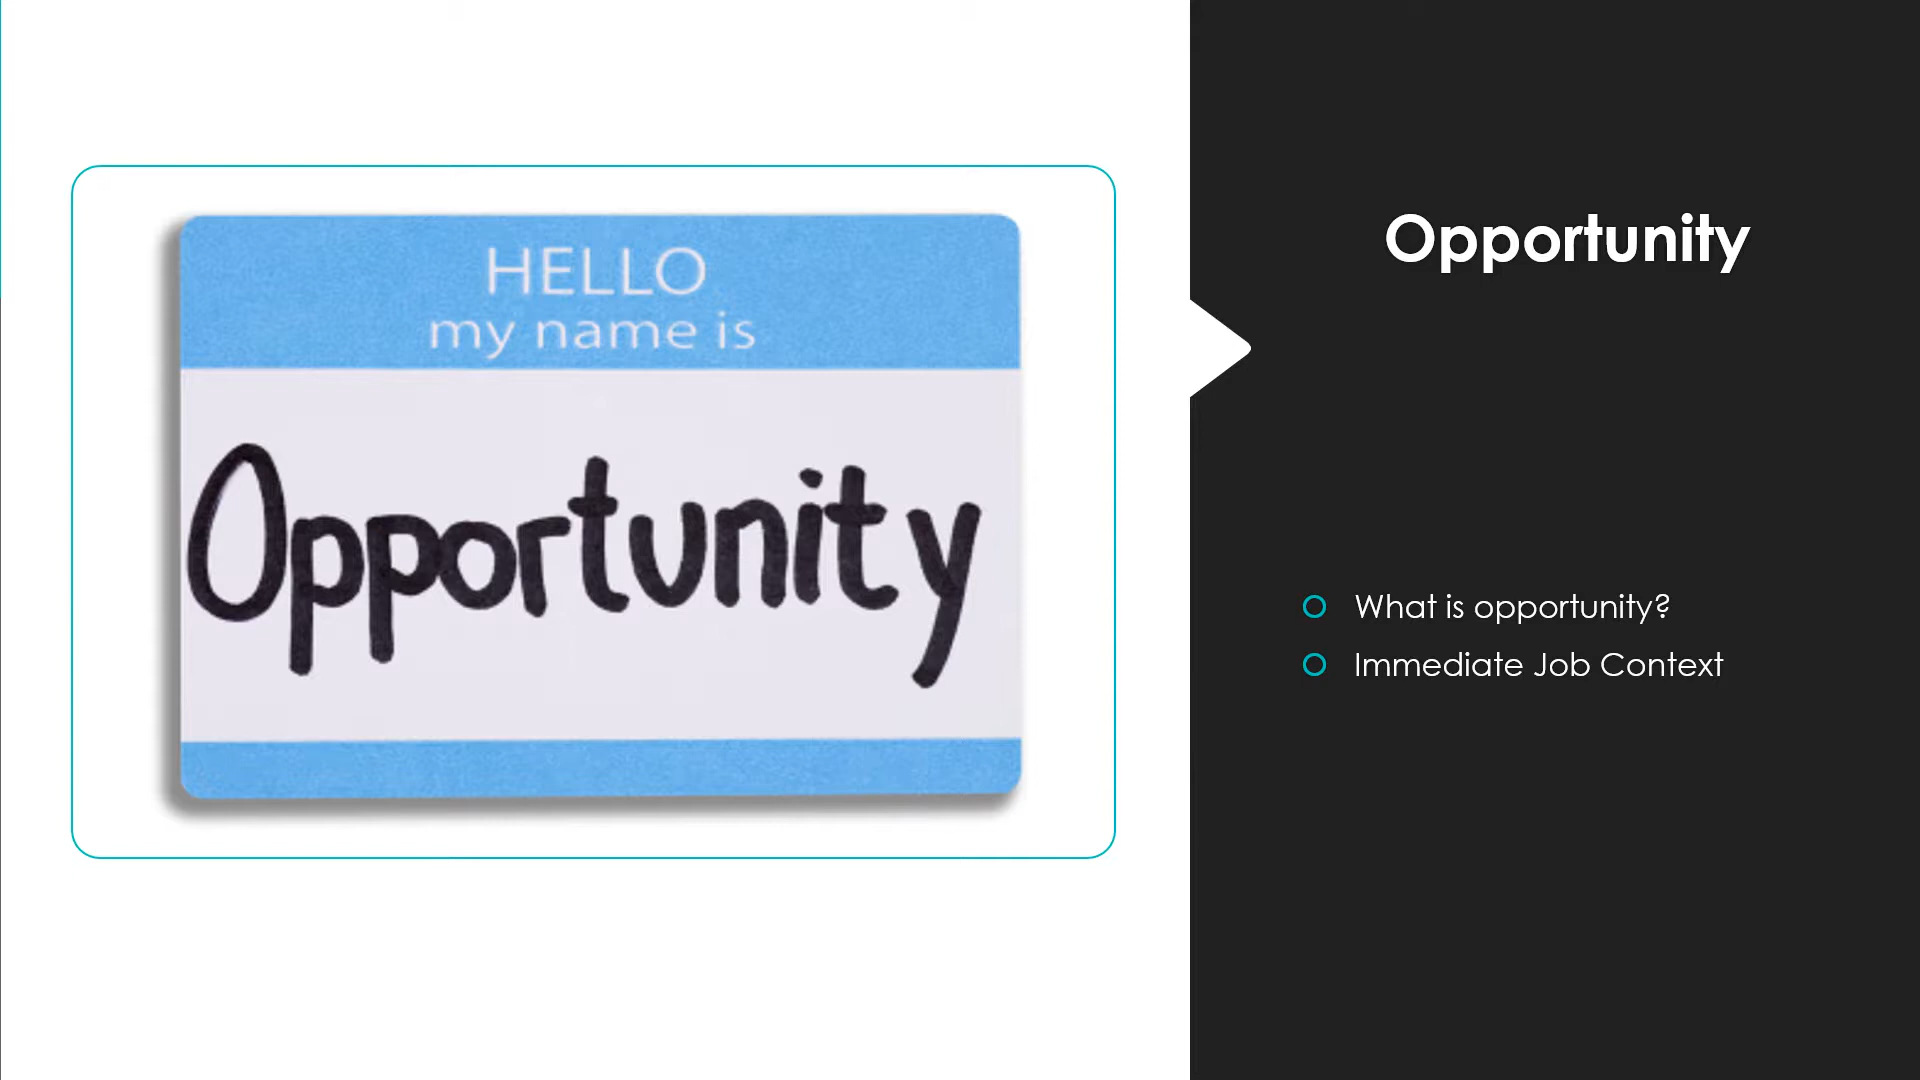 HELLO
my name is
Opportunity
Opportunity
What is opportunity?
Immediate Job Context